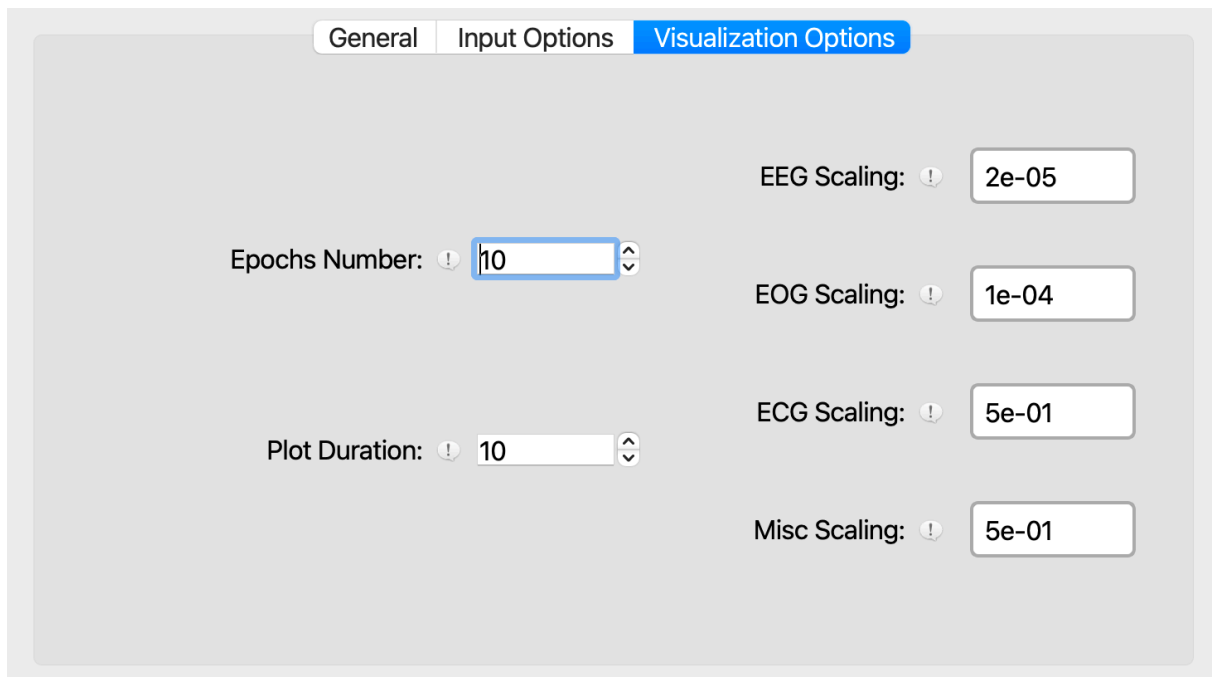 General Input Options Visualization Options
EEG Scaling: 2e-05
Epochs Number: 10
EOG Scaling: 1e-04
ECG Scaling: 5e-01
Plot Duration: 10
Misc Scaling: 5e-01